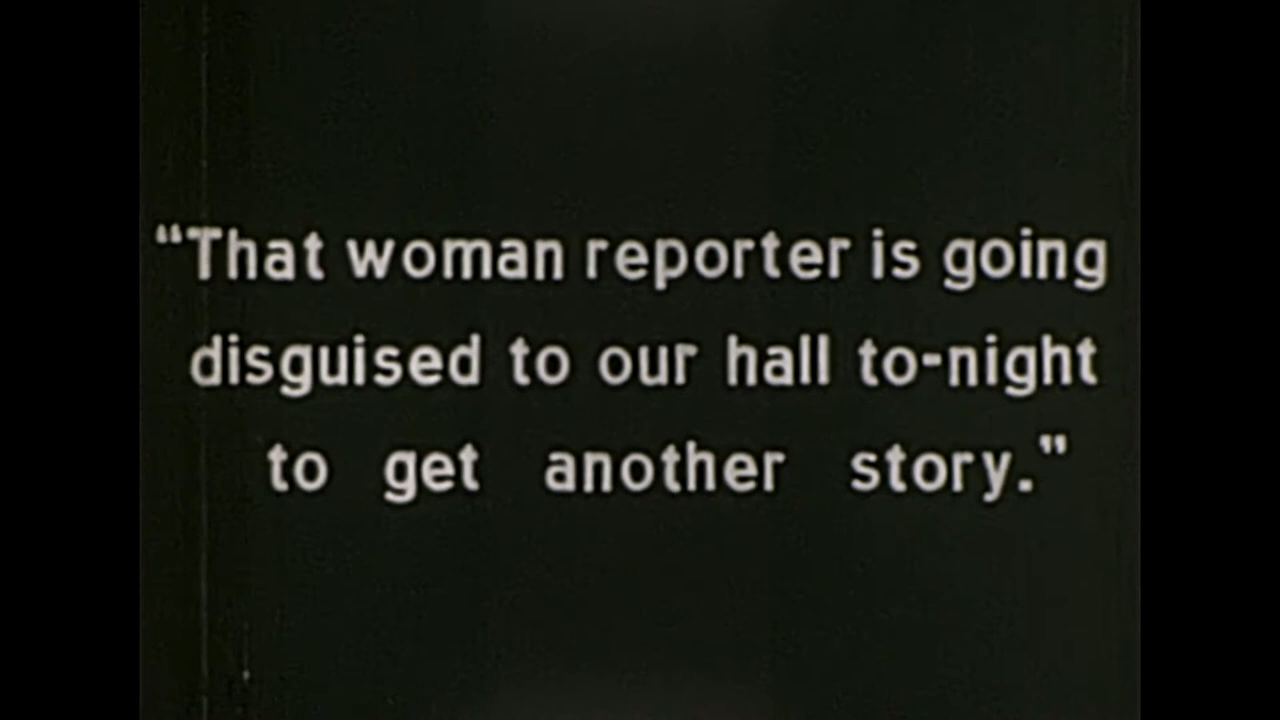 “That woman reporter is going
disguised to our hall to-night
to get another story.”